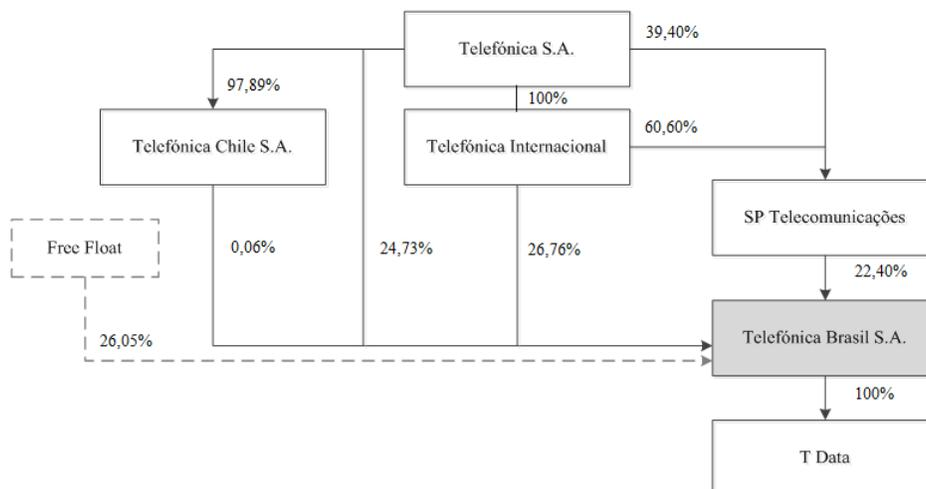 Telefónica S.A.
39,40%
97,89%
100%
Telefónica Chile S.A.
Telefónica Internacional
60,60%
SP Telecomunicações
Free Float
0,06%
24,73%
26,76%
22,40%
26,05%
Telefónica Brasil S.A.
100%
T Data